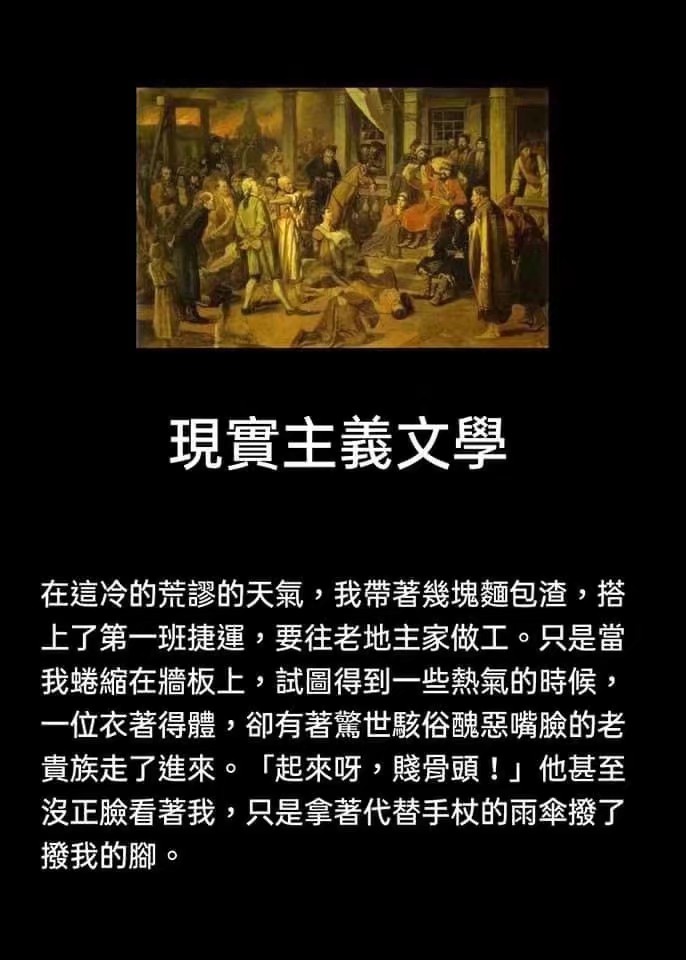 現實主義文學
在這冷的荒謬的天氣，我帶著幾塊麵包渣，搭
上了第一班捷運，要往老地主家做工。只是當
我蜷縮在牆板上，試圖得到一些熱氣的時候，
一位衣著得體，卻有著驚世駭俗醜惡嘴臉的老
貴族走了進來。「起來呀，賤骨頭！」他甚至
沒正臉看著我，只是拿著代替手杖的雨傘撥了
撥我的腳。